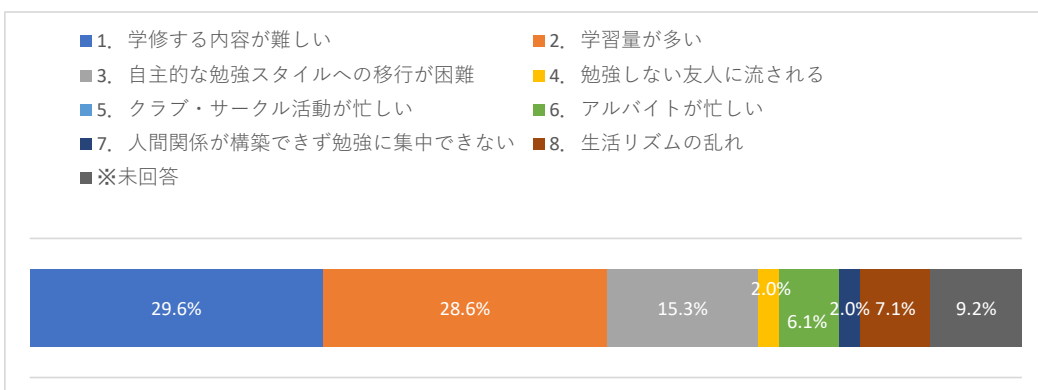 1. 学修する内容が難しい
2. 学習量が多い
3. 自主的な勉強スタイルへの移行が困難
4. 勉強しない友人に流される
5. クラブ・サークル活動が忙しい
6. アルバイトが忙しい
7. 人間関係が構築できず勉強に集中できない
8. 生活リズムの乱れ
※未回答
29.6%
28.6%
15.3%
2.0%
6.1%
2.0%
7.1%
9.2%